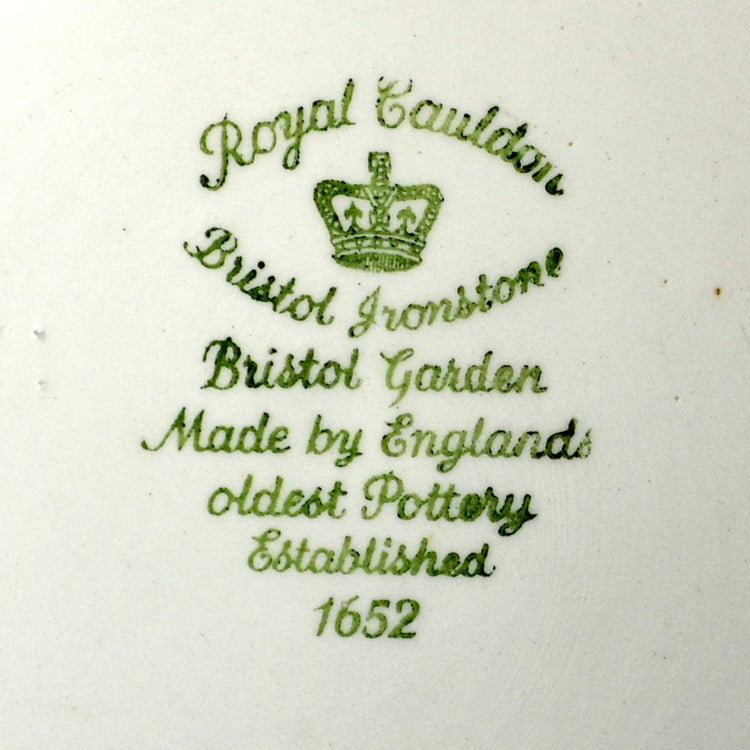 Royal Cauldon
Bristol Ironstone
Bristol Garden
Made by Englands
oldest Pottery
Established
1652